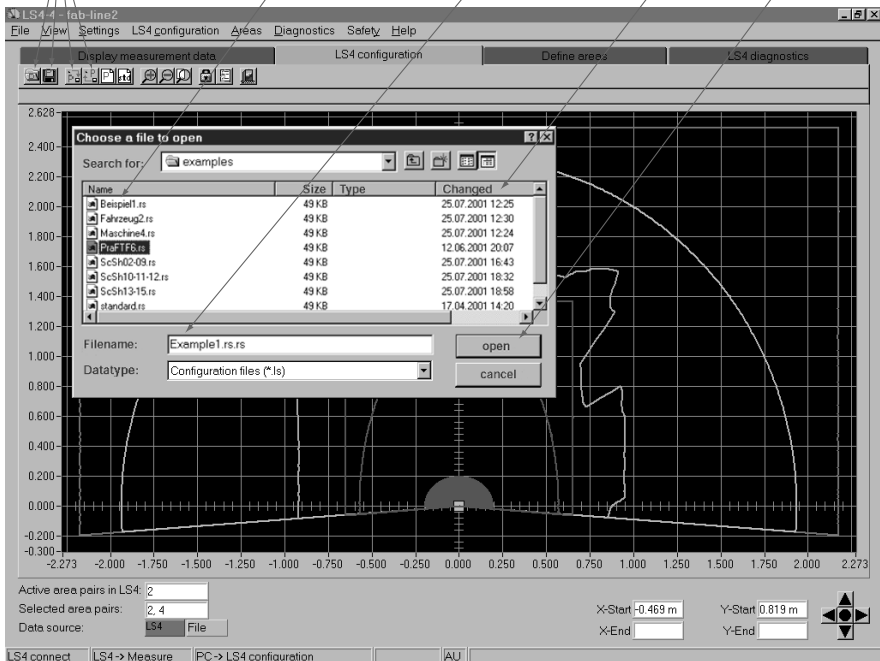 LS4-4 - fab-line2
File View Settings LS4 configuration Areas Diagnostics Safety Help
Display measurement data LS4 configuration Define areas LS4 diagnostics
2.628
Choose a file to open
2.400
Search for: examples
2.200
Name Size Type Changed
2.000
Beispiel1.rs 49 KB 25.07.2001 12:25
Fahrzeug2.rs 49 KB 25.07.2001 12:30
1.800
Maschine4.rs 49 KB 25.07.2001 12:24
PraFTF6.rs 49 KB 12.06.2001 20:07
1.600
ScSh02-09.rs 49 KB 25.07.2001 16:43
ScSh10-11-12.rs 49 KB 25.07.2001 18:32
1.400
ScSh13-15.rs 49 KB 25.07.2001 18:58
standard.rs 49 KB 17.04.2001 14:20
1.200
Filename: Example1.rs.rs open
1.000
Datatype: Configuration files (*.ls) cancel
0.800
0.600
0.400
0.200
0.000
-0.200
-0.300
-2.273 -2.000 -1.750 -1.500 -1.250 -1.000 -0.750 -0.500 -0.250 0.000 0.250 0.500 0.750 1.000 1.250 1.500 1.750 2.000 2.273
Active area pairs in LS4: 2
Selected area pairs: 2, 4 X-Start -0.469 m Y-Start 0.819 m
Data source: LS4 File X-End Y-End
LS4 connect LS4 -> Measure PC-> LS4 configuration AU